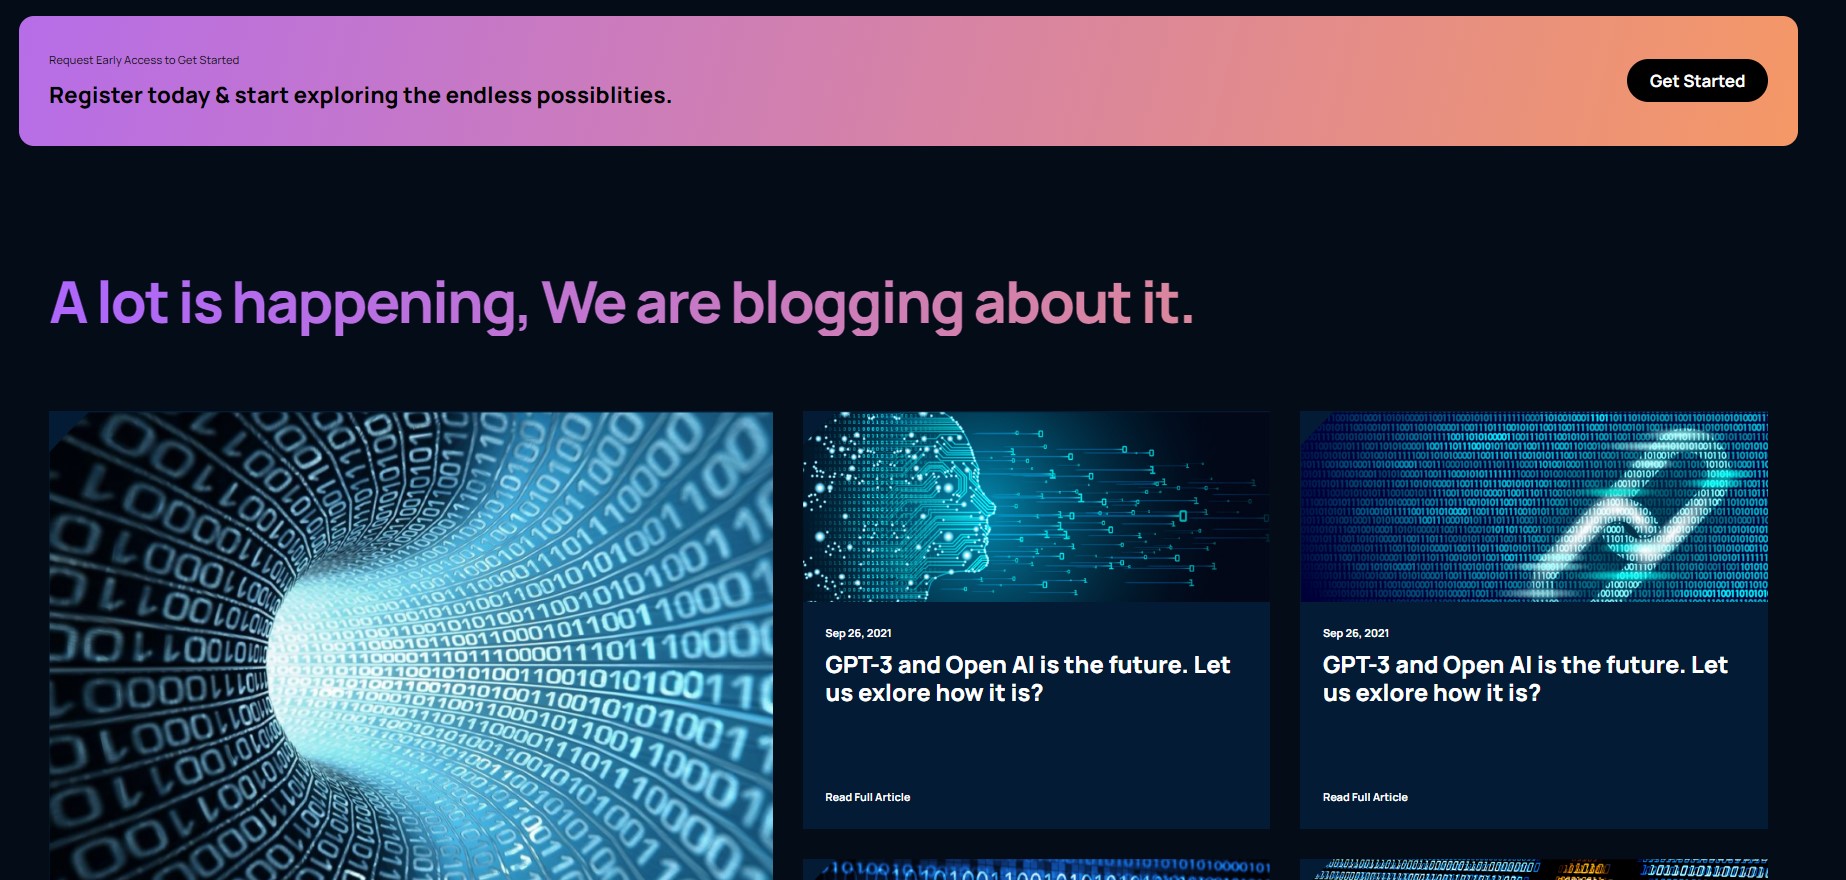 Request Early Access to Get Started
Register today & start exploring the endless possiblities.
Get Started
A lot is happening, We are blogging about it.
Sep 26, 2021
GPT-3 and Open AI is the future. Let
us exlore how it is?
Read Full Article
Sep 26, 2021
GPT-3 and Open AI is the future. Let
us exlore how it is?
Read Full Article